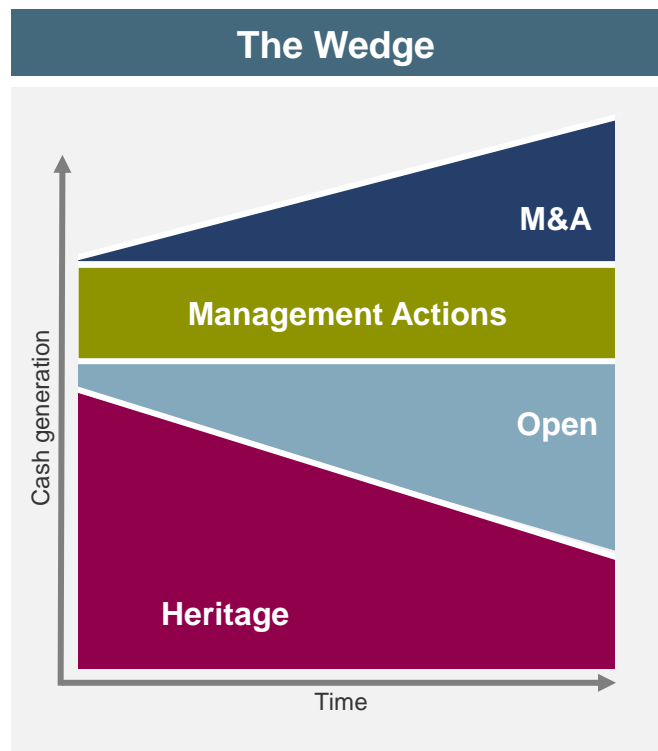 The Wedge
M&A
Management Actions
Open
Heritage
Cash generation
Time